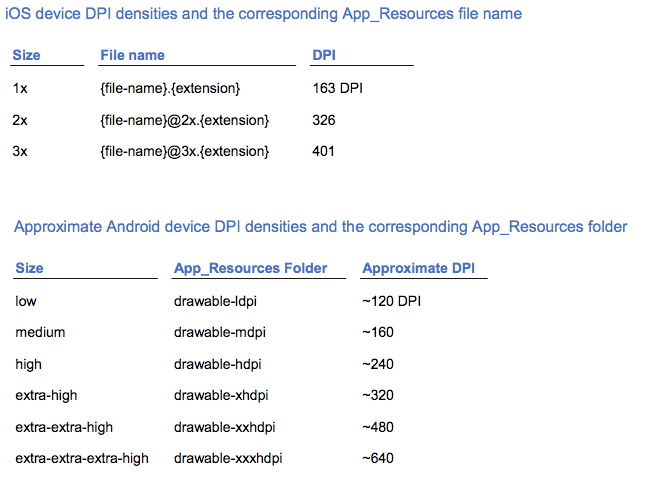 iOS device DPI densities and the corresponding App_Resources file name
Size File name DPI
1x {file-name}.{extension} 163 DPI
2x {file-name}@2x.{extension} 326
3x {file-name}@3x.{extension} 401
Approximate Android device DPI densities and the corresponding App_Resources folder
Size App_Resources Folder Approximate DPI
low drawable-ldpi ~120 DPI
medium drawable-mdpi ~160
high drawable-hdpi ~240
extra-high drawable-xhdpi ~320
extra-extra-high drawable-xxhdpi ~480
extra-extra-extra-high drawable-xxxhdpi ~640